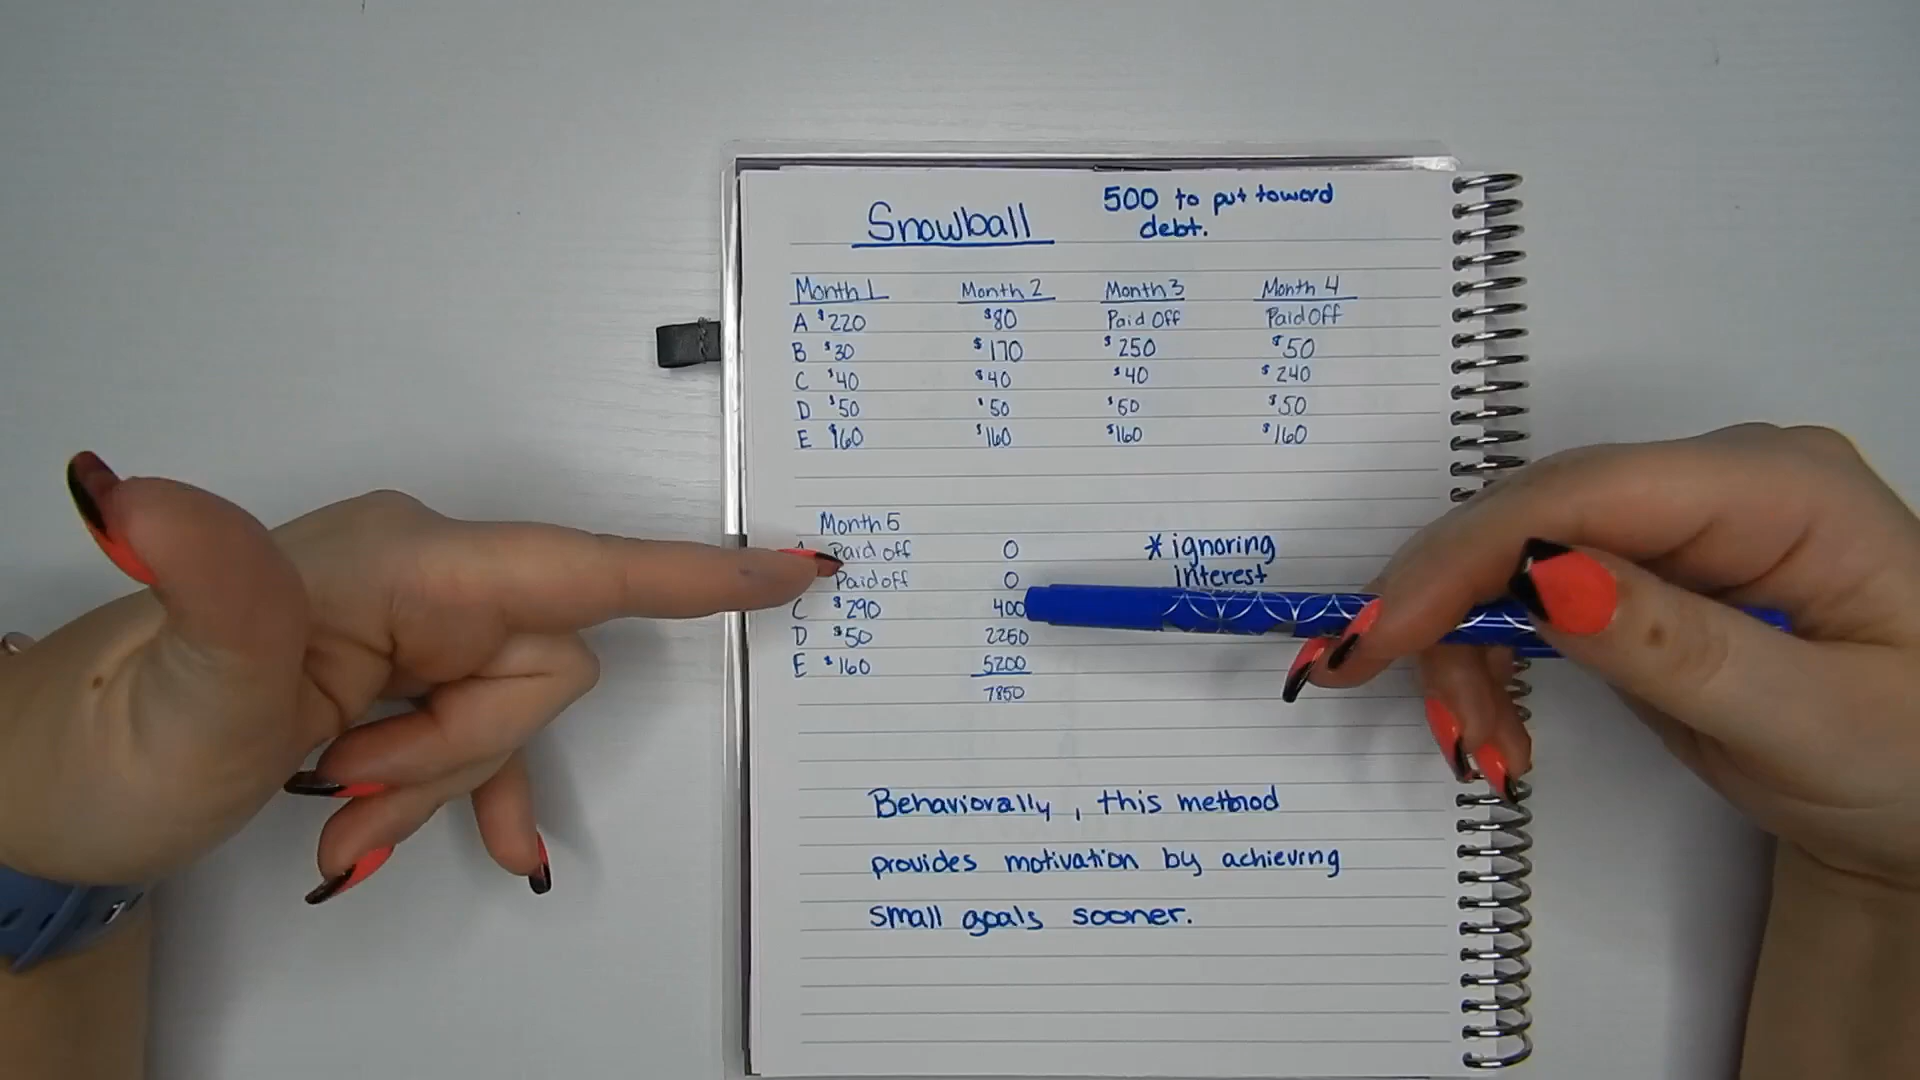 Snowball
500 to put toward
debt.
Month 1 Month 2 Month 3 Month 4
A $220 $80 Paid Off Paid Off
B $30 $170 $250 $50
C $40 $40 $40 $240
D $50 $50 $50 $50
E $160 $160 $160 $160
Month 5
Paid off 0
Paid off 0
C $290 400
D $50 2250
E $160 5200
7850
* ignoring
interest
Behaviorally, this method
provides motivation by achieving
small goals sooner.